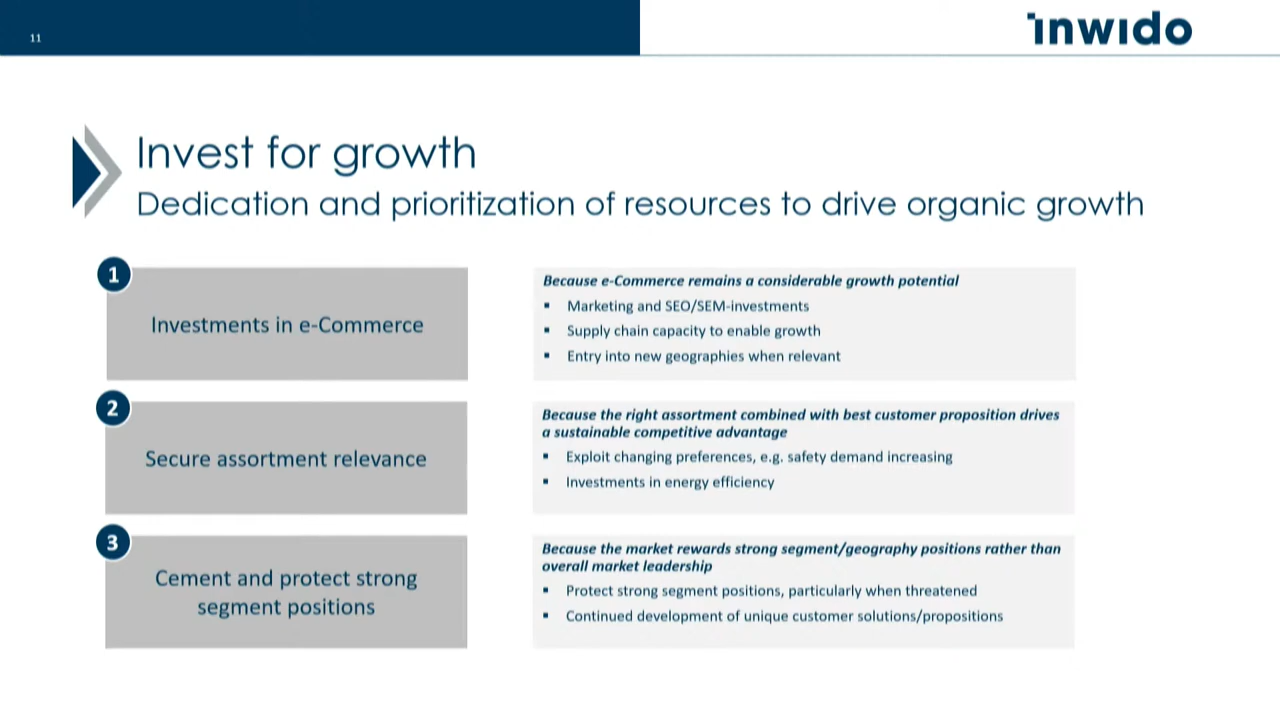 11
inwido
Invest for growth
Dedication and prioritization of resources to drive organic growth
1
Investments in e-Commerce
Because e-Commerce remains a considerable growth potential
▪ Marketing and SEO/SEM-investments
▪ Supply chain capacity to enable growth
▪ Entry into new geographies when relevant
2
Secure assortment relevance
Because the right assortment combined with best customer proposition drives
a sustainable competitive advantage
▪ Exploit changing preferences, e.g. safety demand increasing
▪ Investments in energy efficiency
3
Cement and protect strong
segment positions
Because the market rewards strong segment/geography positions rather than
overall market leadership
▪ Protect strong segment positions, particularly when threatened
▪ Continued development of unique customer solutions/propositions